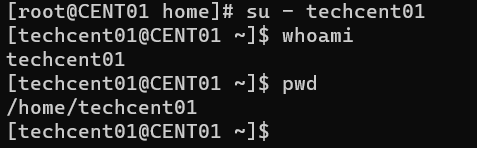 [root@CENT01 home]# su - techcent01
[techcent01@CENT01 ~]$ whoami
techcent01
[techcent01@CENT01 ~]$ pwd
/home/techcent01
[techcent01@CENT01 ~]$